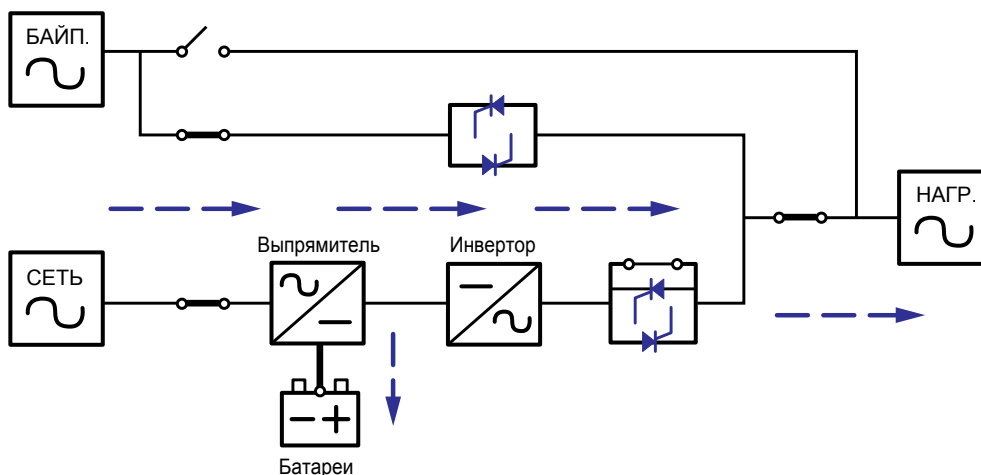 БАЙП.
НАГР.
Выпрямитель
Инвертор
СЕТЬ
Батареи